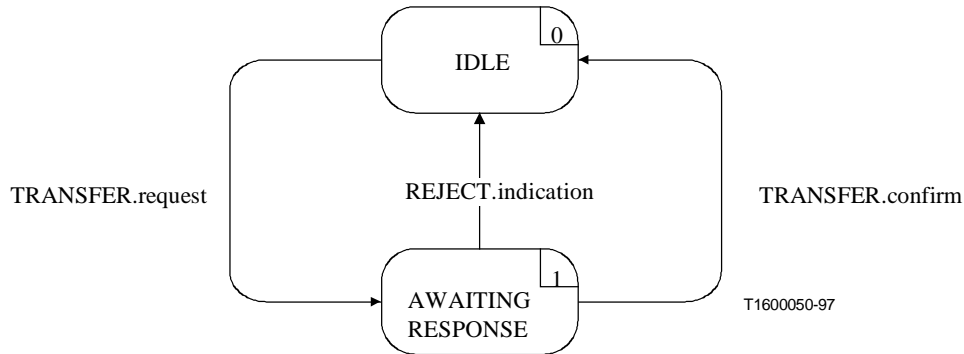 0
IDLE
TRANSFER.request
REJECT.indication
TRANSFER.confirm
1
AWAITING
RESPONSE
T1600050-97